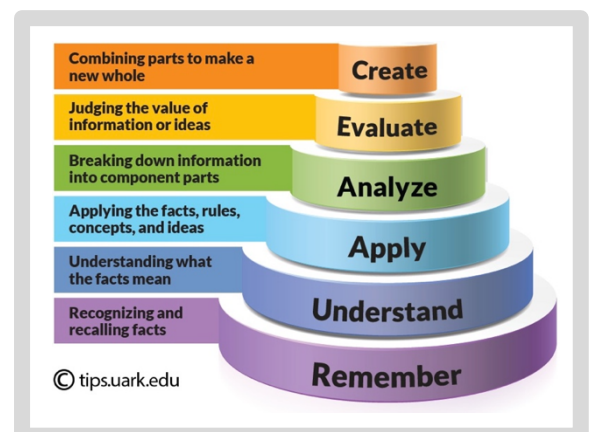 Combining parts to make a
new whole
Create
Judging the value of
information or ideas
Evaluate
Breaking down information
into component parts
Analyze
Applying the facts, rules,
concepts, and ideas
Apply
Understanding what
the facts mean
Understand
Recognizing and
recalling facts
Remember
© tips.uark.edu